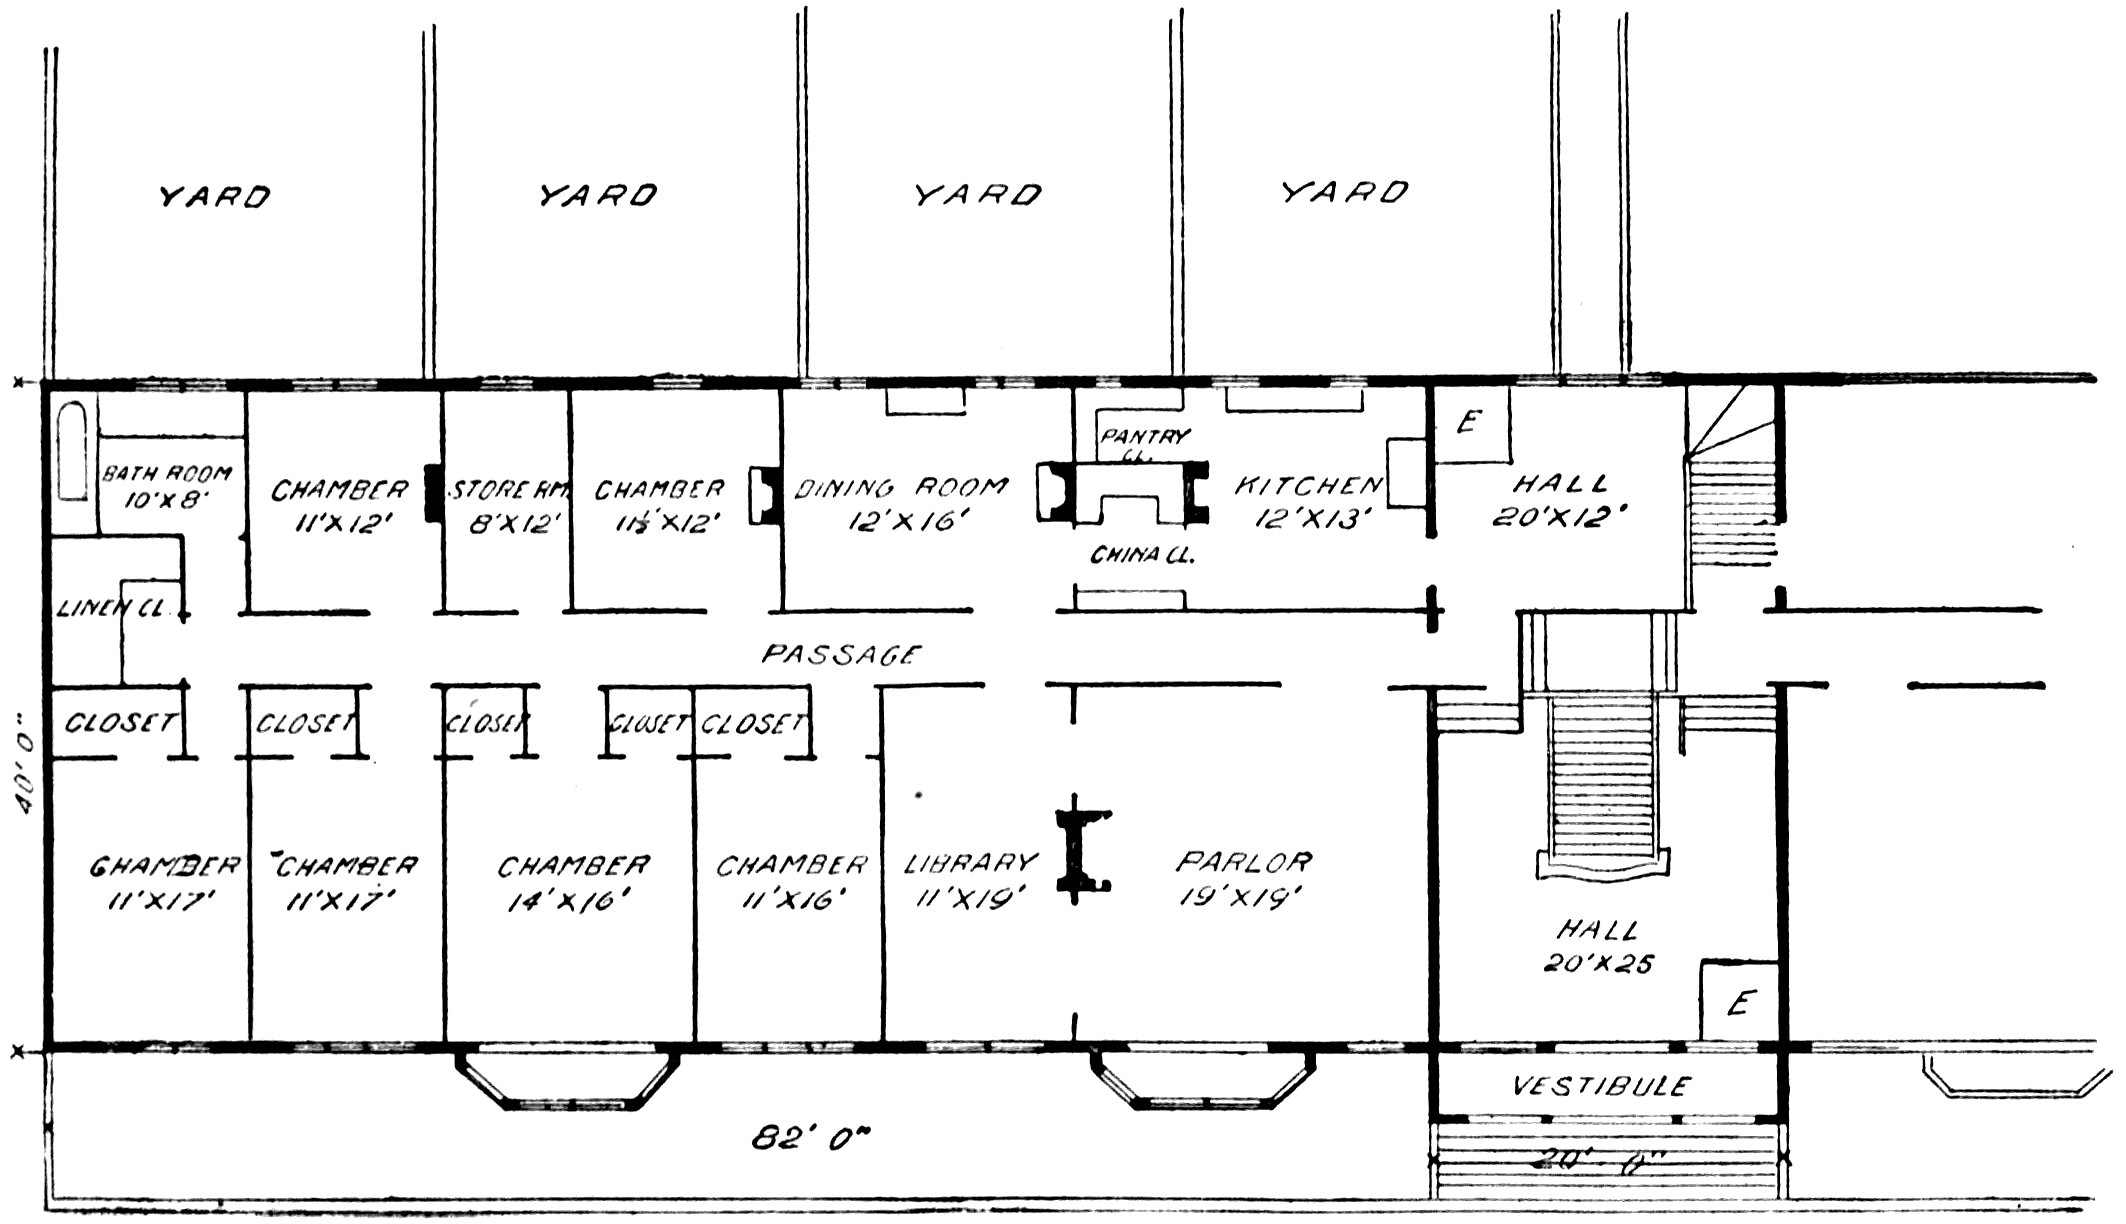 YARD
YARD
YARD
YARD
BATH ROOM
10'X8'
CHAMBER
11'X12'
STORE RM.
8'X12'
CHAMBER
11½'X12'
DINING ROOM
12'X16'
PANTRY
CL.
CHINA CL.
KITCHEN
12'X13'
E
HALL
20'X12'
LINEN CL.
PASSAGE
CLOSET
CLOSET
CLOSET
CLOSET
CLOSET
40'0"
CHAMBER
11'X17'
CHAMBER
11'X17'
CHAMBER
14'X16'
CHAMBER
11'X16'
LIBRARY
11'X19'
PARLOR
19'X19'
HALL
20'X25
E
VESTIBULE
82'0"
20'-0"